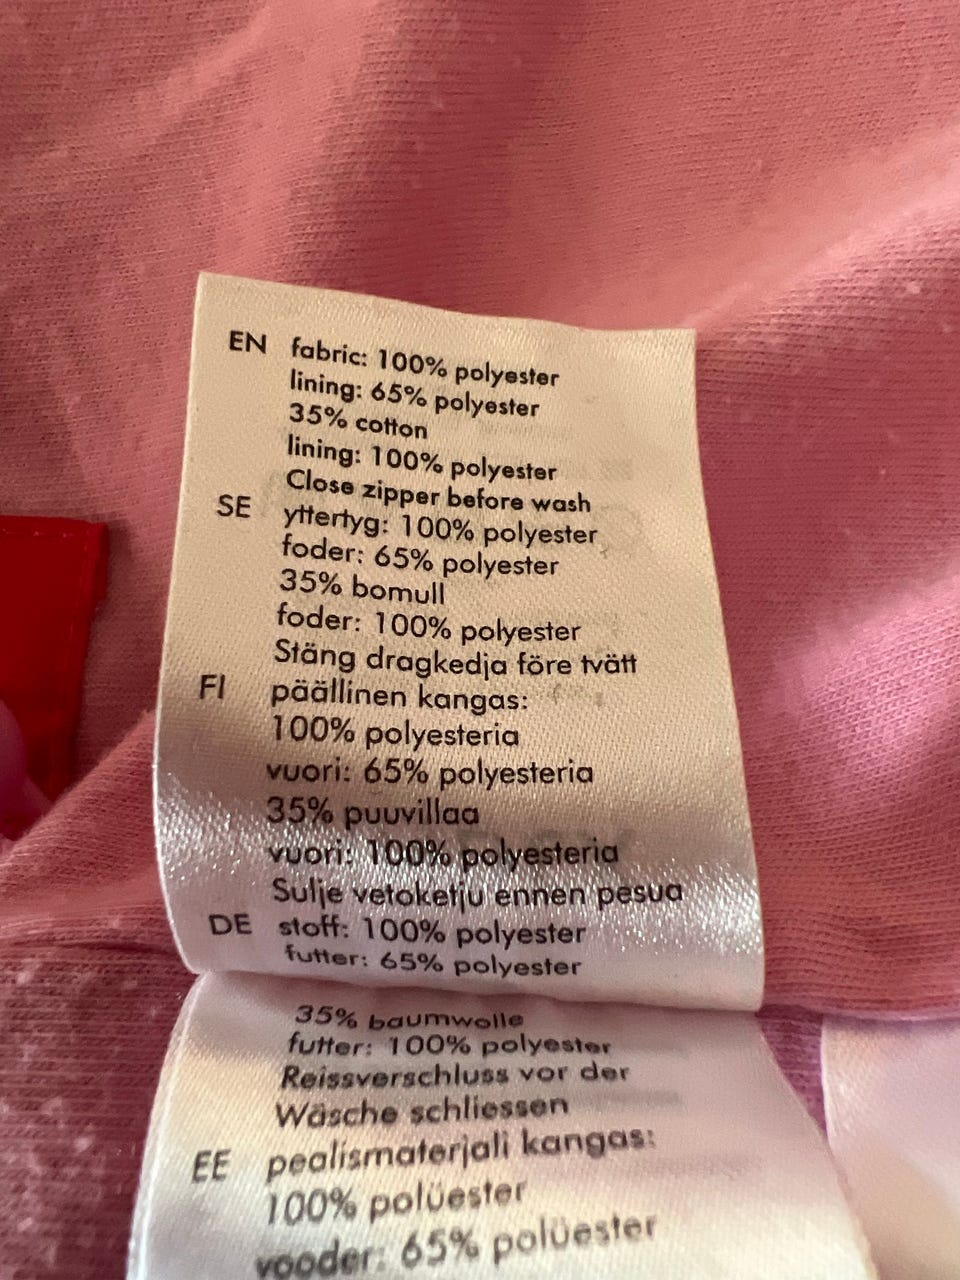 EN fabric: 100% polyester
lining: 65% polyester
35% cotton
lining: 100% polyester
Close zipper before wash
SE yttertyg: 100% polyester
foder: 65% polyester
35% bomull
foder: 100% polyester
Stäng dragkedja före tvätt
FI päällinen kangas:
100% polyesteria
vuori: 65% polyesteria
35% puuvillaa
vuori: 100% polyesteria
Sulje vetoketju ennen pesua
DE stoff: 100% polyester
futter: 65% polyester
35% baumwolle
futter: 100% polyester
Reissverschluss vor der
Wäsche schliessen
EE pealismaterjali kangas:
100% polüester
vooder: 65% polüester